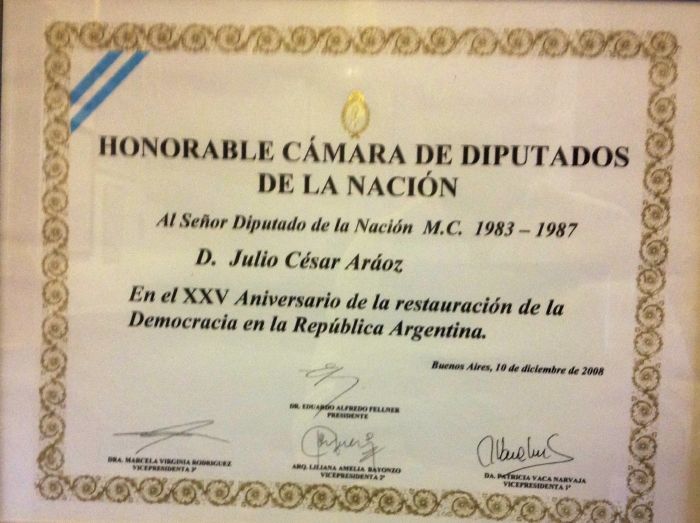 HONORABLE CÁMARA DE DIPUTADOS
DE LA NACIÓN
Al Señor Diputado de la Nación M.C. 1983 – 1987
D. Julio César Aráoz
En el XXV Aniversario de la restauración de la
Democracia en la República Argentina.
Buenos Aires, 10 de diciembre de 2008
DR. EDUARDO ALFREDO FELLNER
PRESIDENTE
DRA. MARCELA VIRGINIA RODRIGUEZ
VICEPRESIDENTA 2ª
ARQ. LILIANA AMELIA BAYONZO
VICEPRESIDENTA 3ª
DA. PATRICIA VACA NARVAJA
VICEPRESIDENTA 1ª